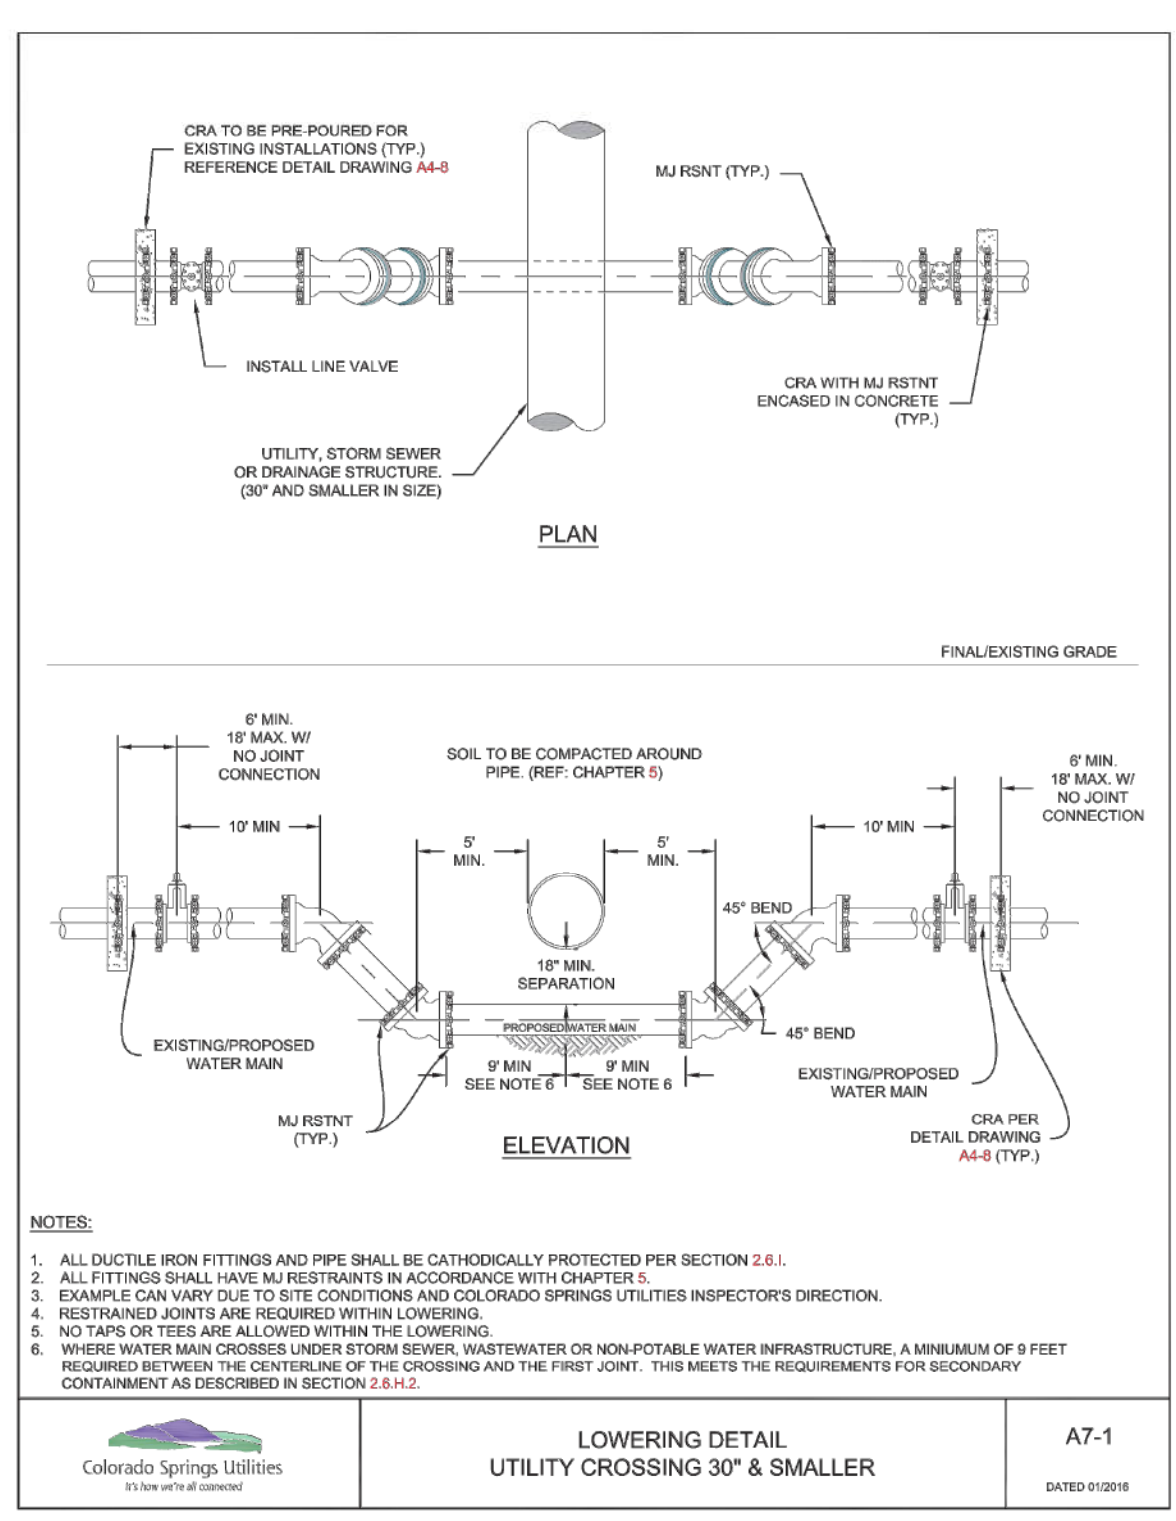 CRA TO BE PRE-POURED FOR
EXISTING INSTALLATIONS (TYP.)
REFERENCE DETAIL DRAWING A4-8
MJ RSNT (TYP.)
INSTALL LINE VALVE
CRA WITH MJ RSTNT
ENCASED IN CONCRETE
(TYP.)
UTILITY, STORM SEWER
OR DRAINAGE STRUCTURE.
(30" AND SMALLER IN SIZE)
PLAN
FINAL/EXISTING GRADE
6' MIN.
18' MAX. W/
NO JOINT
CONNECTION
SOIL TO BE COMPACTED AROUND
PIPE. (REF: CHAPTER 5)
6' MIN.
18' MAX. W/
NO JOINT
CONNECTION
10' MIN
5'
MIN.
5'
MIN.
10' MIN
45° BEND
18" MIN.
SEPARATION
PROPOSED WATER MAIN
45° BEND
EXISTING/PROPOSED
WATER MAIN
9' MIN
SEE NOTE 6
9' MIN
SEE NOTE 6
EXISTING/PROPOSED
WATER MAIN
MJ RSTNT
(TYP.)
CRA PER
DETAIL DRAWING
A4-8 (TYP.)
ELEVATION
NOTES:
1. ALL DUCTILE IRON FITTINGS AND PIPE SHALL BE CATHODICALLY PROTECTED PER SECTION 2.6.I.
2. ALL FITTINGS SHALL HAVE MJ RESTRAINTS IN ACCORDANCE WITH CHAPTER 5.
3. EXAMPLE CAN VARY DUE TO SITE CONDITIONS AND COLORADO SPRINGS UTILITIES INSPECTOR'S DIRECTION.
4. RESTRAINED JOINTS ARE REQUIRED WITHIN LOWERING.
5. NO TAPS OR TEES ARE ALLOWED WITHIN THE LOWERING.
6. WHERE WATER MAIN CROSSES UNDER STORM SEWER, WASTEWATER OR NON-POTABLE WATER INFRASTRUCTURE, A MINIUMUM OF 9 FEET
REQUIRED BETWEEN THE CENTERLINE OF THE CROSSING AND THE FIRST JOINT. THIS MEETS THE REQUIREMENTS FOR SECONDARY
CONTAINMENT AS DESCRIBED IN SECTION 2.6.H.2.
Colorado Springs Utilities
It's how we're all connected
LOWERING DETAIL
UTILITY CROSSING 30" & SMALLER
A7-1
DATED 01/2016